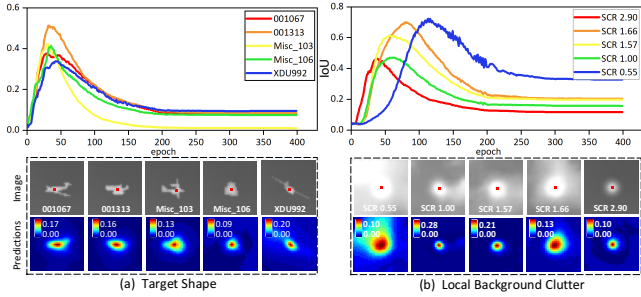 0.6
0.4
0.2
0.0
0 50 100 150 200 250 300 350 400
epoch
001067
001313
Misc_103
Misc_106
XDU992
IoU
0.8
0.6
0.4
0.2
0.0
0 50 100 150 200 250 300 350 400
epoch
SCR 2.90
SCR 1.66
SCR 1.57
SCR 1.00
SCR 0.55
Image
001067 001313 Misc_103 Misc_106 XDU992
Predictions
0.17 0.16 0.13 0.09 0.20
0.00 0.00 0.00 0.00 0.00
(a) Target Shape
Image
SCR 0.55 SCR 1.00 SCR 1.57 SCR 1.66 SCR 2.90
Predictions
0.10 0.28 0.21 0.13 0.10
0.00 0.00 0.00 0.00 0.00
(b) Local Background Clutter